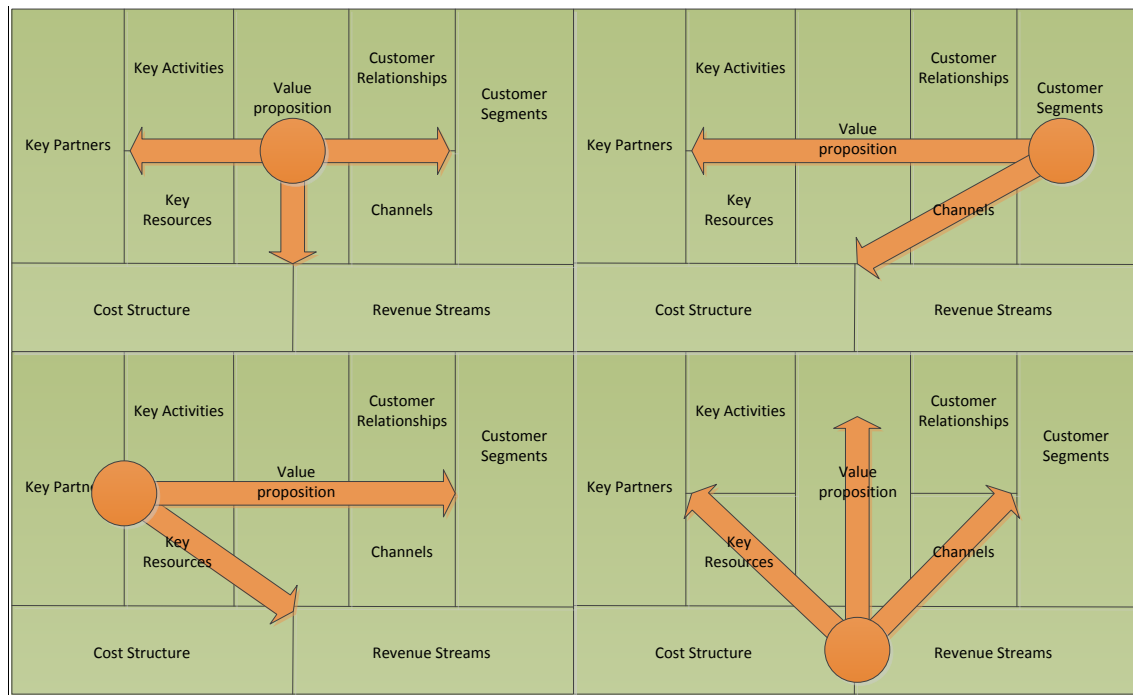 Key Partners
Key Activities
Key
Resources
Value
proposition
Customer
Relationships
Channels
Customer
Segments
Cost Structure
Revenue Streams
Key Partners
Key Activities
Key
Resources
Value
proposition
Customer
Relationships
Channels
Customer
Segments
Cost Structure
Revenue Streams
Key Partne
Key Activities
Key
Resources
Value
proposition
Customer
Relationships
Channels
Customer
Segments
Cost Structure
Revenue Streams
Key Partners
Key Activities
Key
Resources
Value
proposition
Customer
Relationships
Channels
Customer
Segments
Cost Structure
Revenue Streams